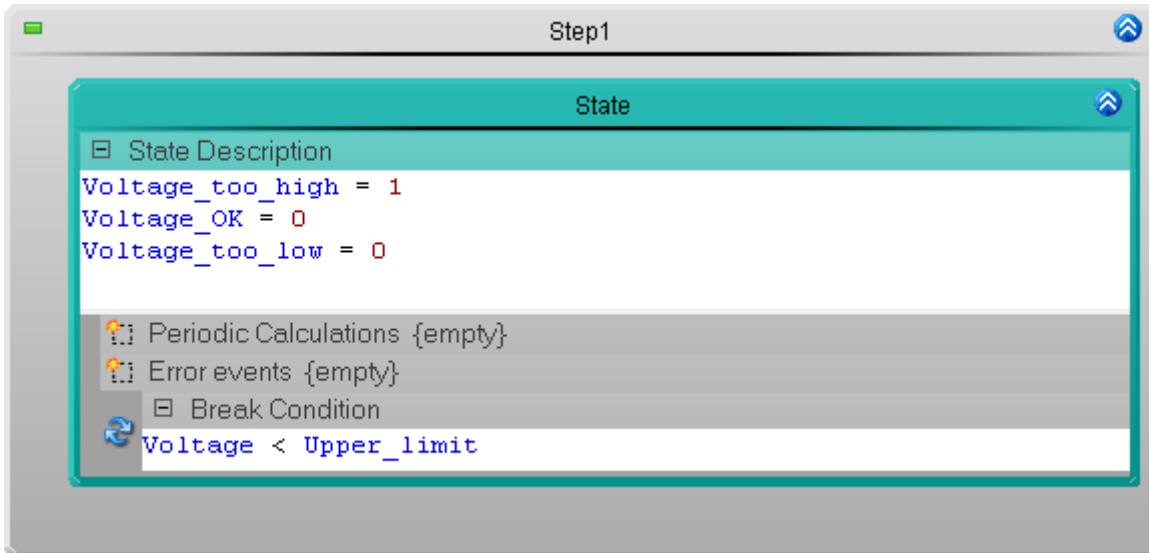 Step1
State
State Description
Voltage_too_high = 1
Voltage_OK = 0
Voltage_too_low = 0
Periodic Calculations {empty}
Error events {empty}
Break Condition
Voltage < Upper_limit